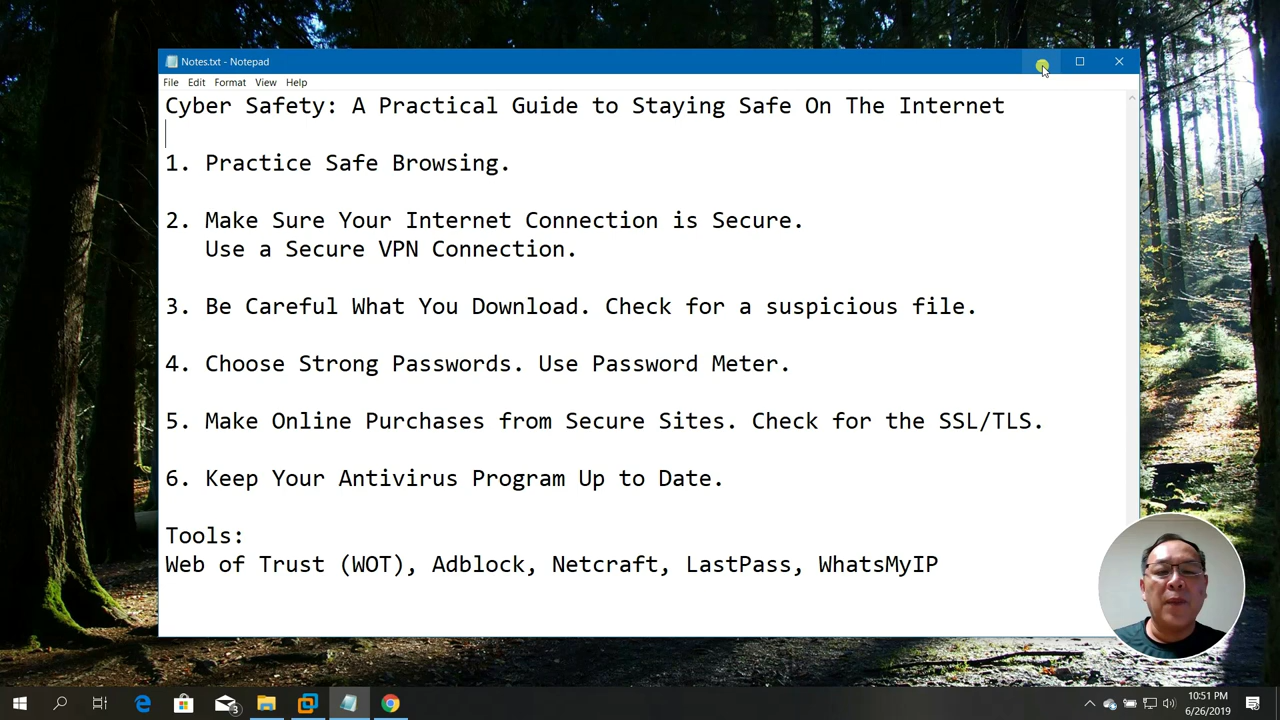 Notes.txt - Notepad
File Edit Format View Help
Cyber Safety: A Practical Guide to Staying Safe On The Internet
1. Practice Safe Browsing.
2. Make Sure Your Internet Connection is Secure.
Use a Secure VPN Connection.
3. Be Careful What You Download. Check for a suspicious file.
4. Choose Strong Passwords. Use Password Meter.
5. Make Online Purchases from Secure Sites. Check for the SSL/TLS.
6. Keep Your Antivirus Program Up to Date.
Tools:
Web of Trust (WOT), Adblock, Netcraft, LastPass, WhatsMyIP
3
10:51 PM
6/26/2019